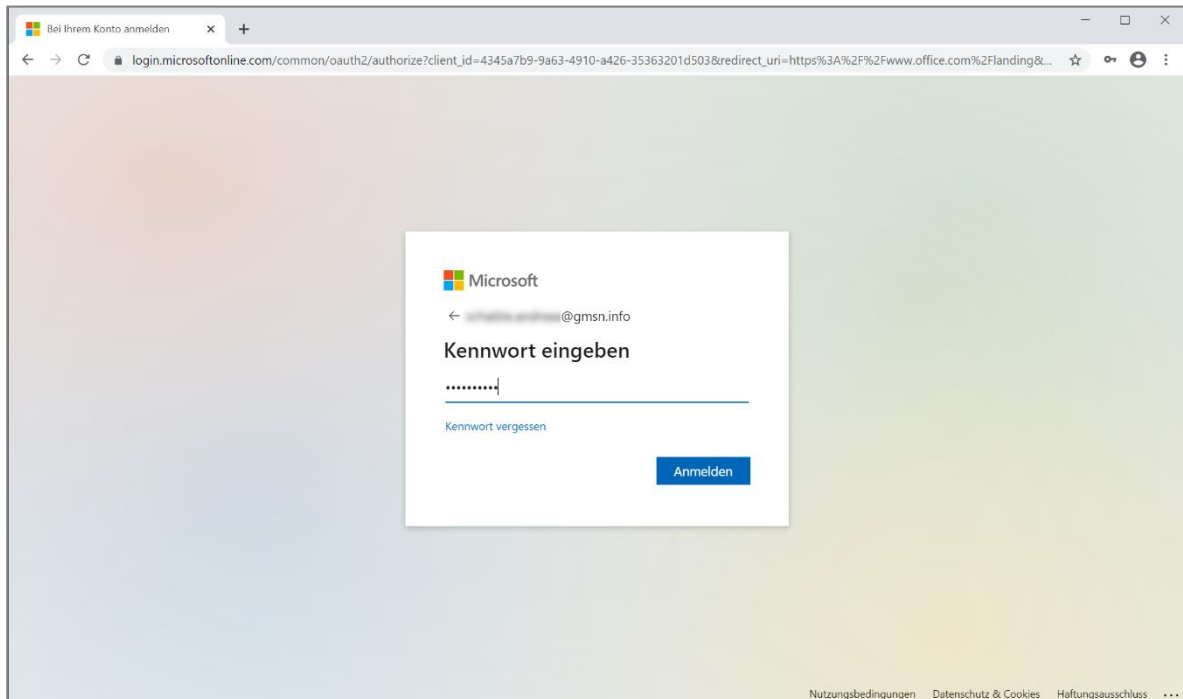 Bei Ihrem Konto anmelden
login.microsoftonline.com/common/oauth2/authorize?client_id=4345a7b9-9a63-4910-a426-35363201d503&redirect_uri=https%3A%2F%2Fwww.office.com%2Flanding&...
Microsoft
@gmsn.info
Kennwort eingeben
Kennwort vergessen
Anmelden
Nutzungsbedingungen Datenschutz & Cookies Haftungsausschluss ...